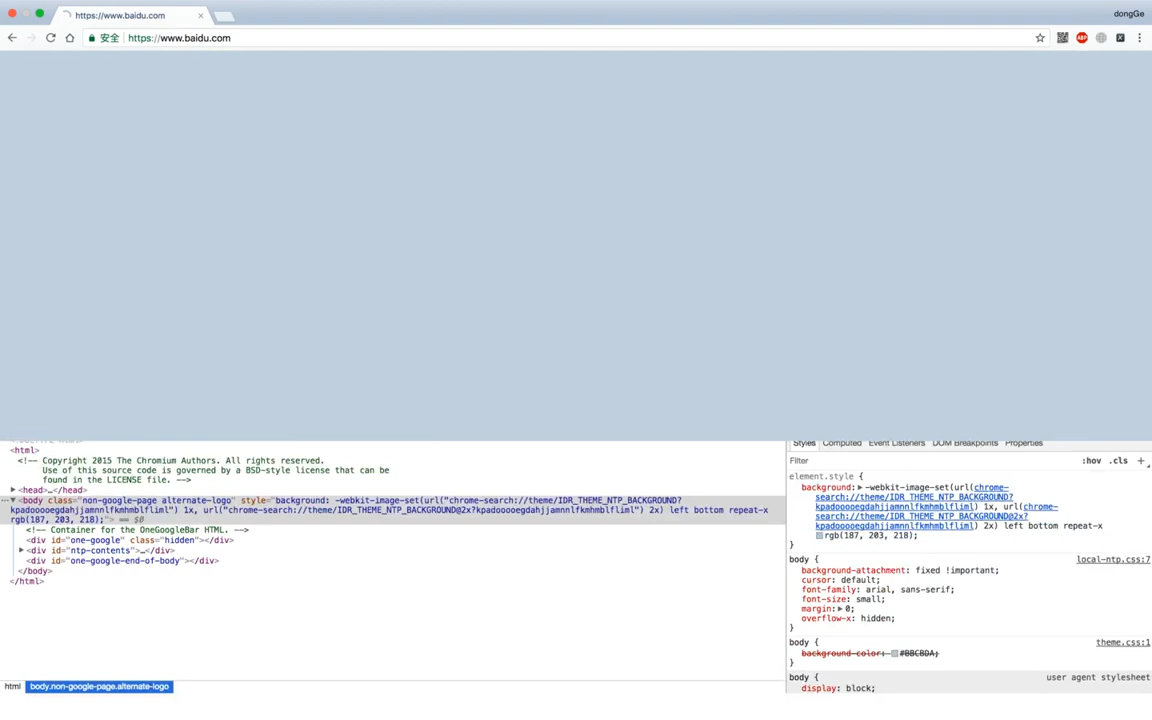 https://www.baidu.com
dongGe
安全 https://www.baidu.com
ABP
<html>
<!-- Copyright 2015 The Chromium Authors. All rights reserved.
Use of this source code is governed by a BSD-style license that can be
found in the LICENSE file. -->
<head>…</head>
<body class="non-google-page alternate-logo" style="background: -webkit-image-set(url("chrome-search://theme/IDR_THEME_NTP_BACKGROUND?
kpadooooegdahjjamnnlfkmhmblfliml") 1x, url("chrome-search://theme/IDR_THEME_NTP_BACKGROUND@2x?kpadooooegdahjjamnnlfkmhmblfliml") 2x) left bottom repeat-x
rgb(187, 203, 218);"> == $0
<!-- Container for the OneGoogleBar HTML. -->
<div id="one-google" class="hidden"></div>
<div id="ntp-contents">…</div>
<div id="one-google-end-of-body"></div>
</body>
</html>
html body.non-google-page.alternate-logo
Styles Computed Event Listeners DOM Breakpoints Properties
Filter :hov .cls +
element.style {
background: -webkit-image-set(url(chrome-
search://theme/IDR_THEME_NTP_BACKGROUND?
kpadooooegdahjjamnnlfkmhmblfliml) 1x, url(chrome-
search://theme/IDR_THEME_NTP_BACKGROUND@2x?
kpadooooegdahjjamnnlfkmhmblfliml) 2x) left bottom repeat-x
rgb(187, 203, 218);
}
body { local-ntp.css:7
background-attachment: fixed !important;
cursor: default;
font-family: arial, sans-serif;
font-size: small;
margin: 0;
overflow-x: hidden;
}
body { theme.css:1
background-color: #BBCBDA;
}
body { user agent stylesheet
display: block;